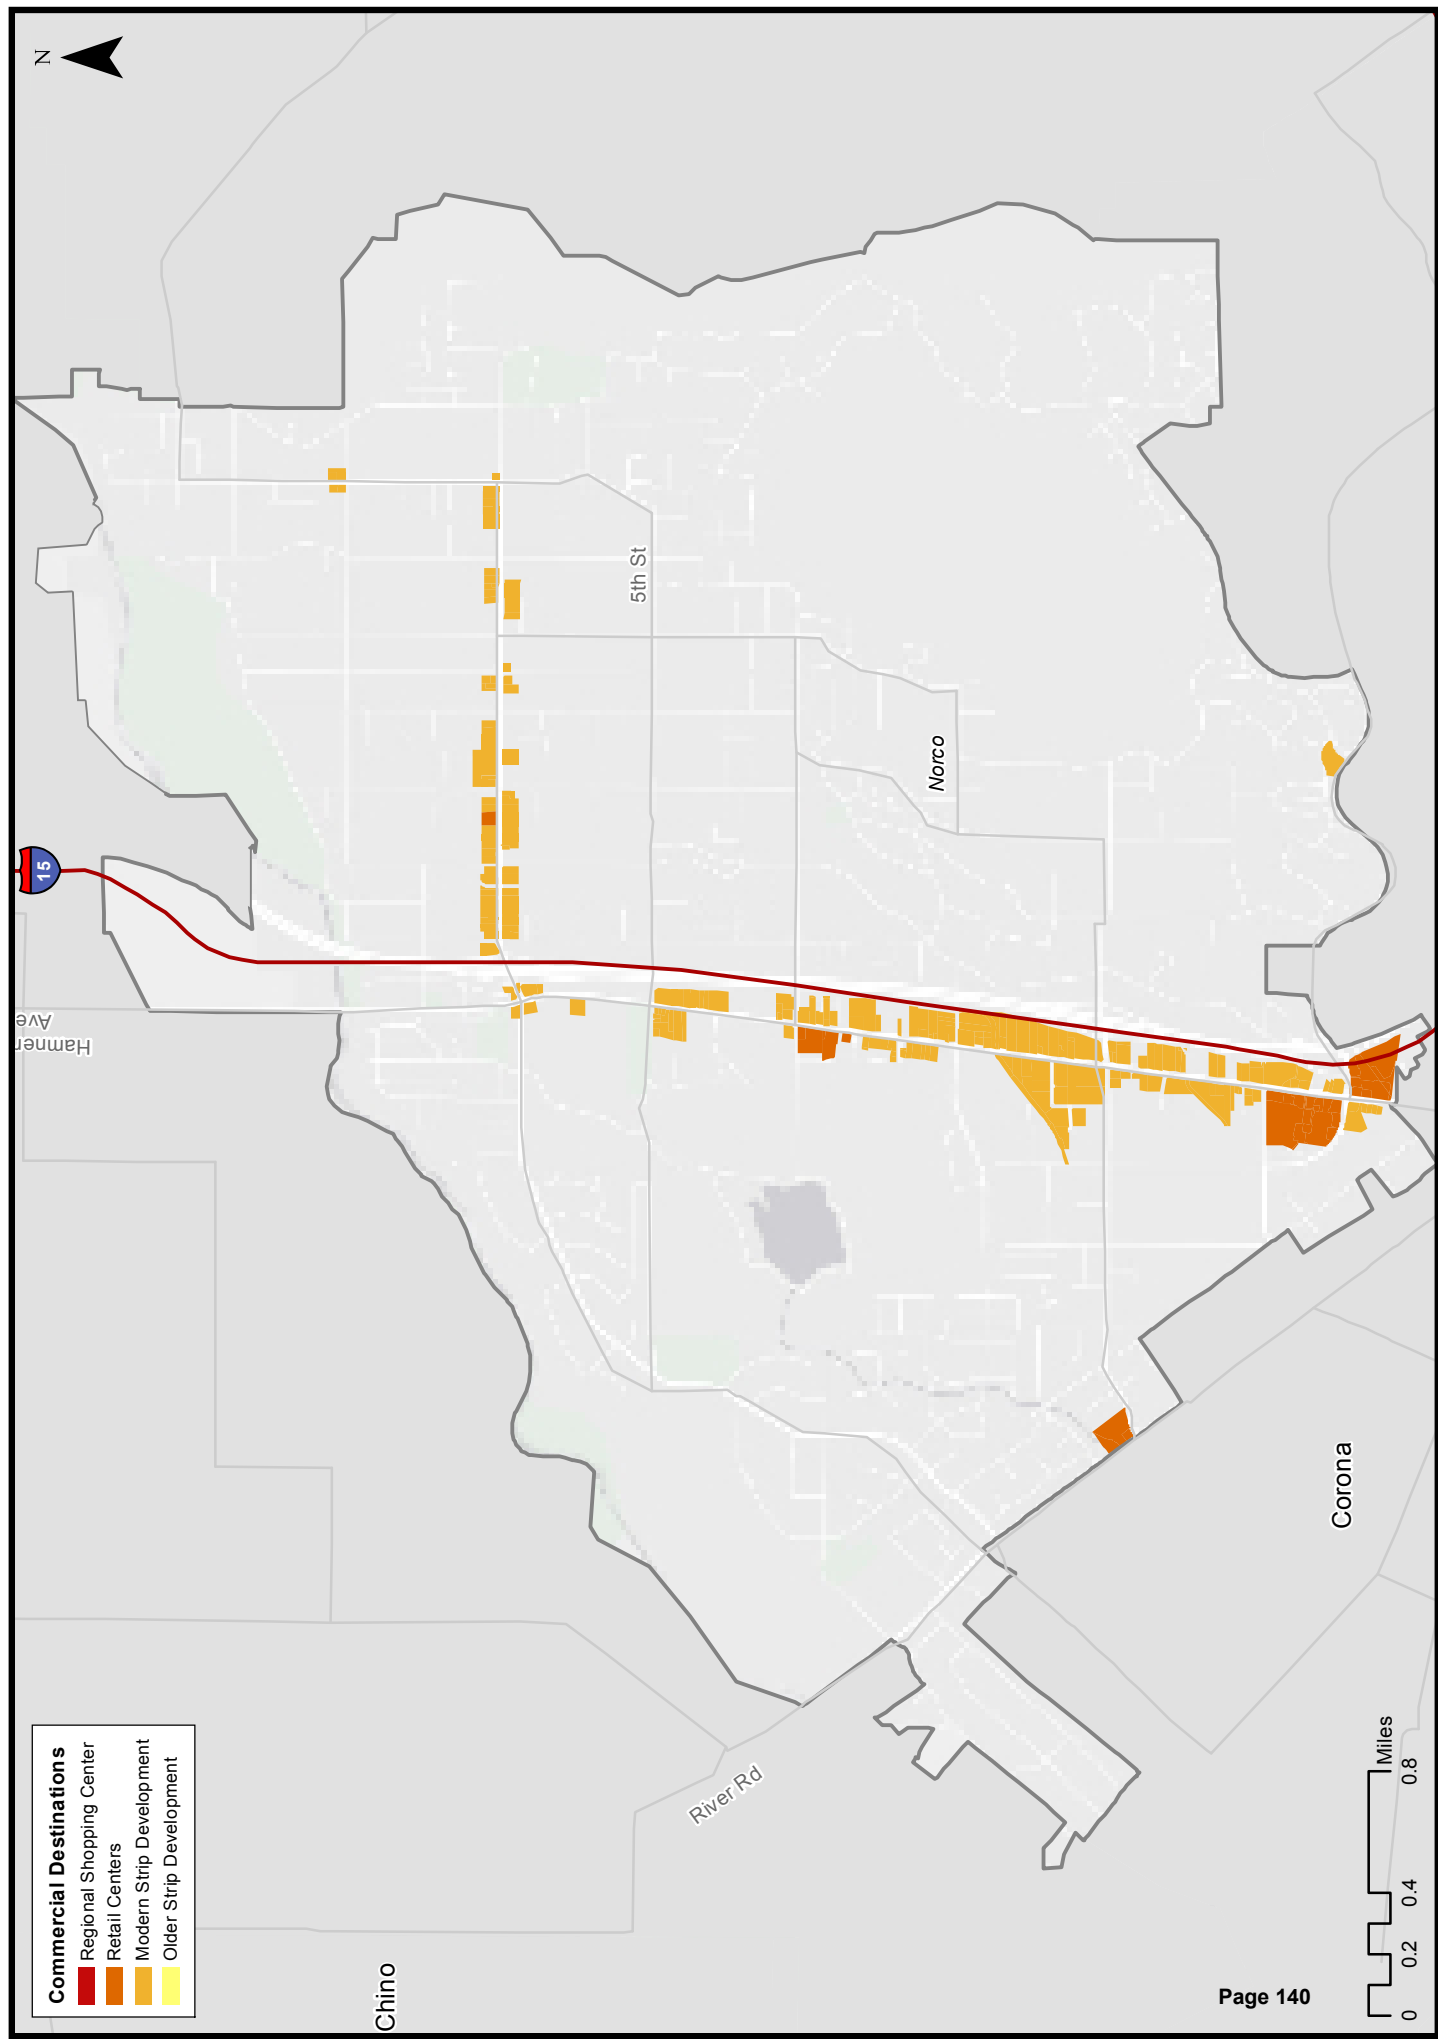 N
15
Hamner
Ave
5th St
Norco
River Rd
Corona
Chino
Commercial Destinations
Regional Shopping Center
Retail Centers
Modern Strip Development
Older Strip Development
Miles
0 0.2 0.4 0.8
Page 140